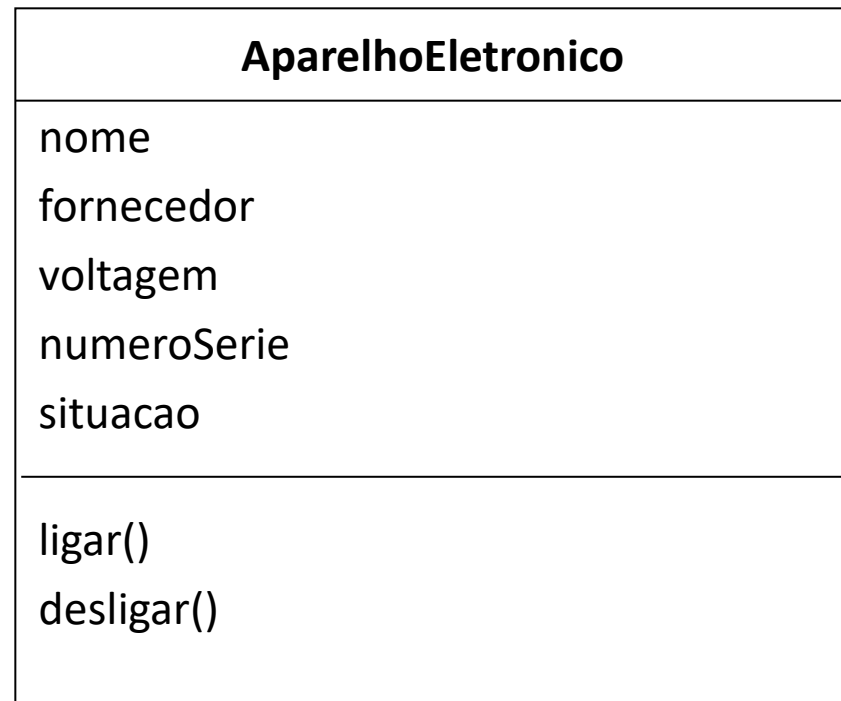 AparelhoEletronico
nome
fornecedor
voltagem
numeroSerie
situacao
ligar()
desligar()